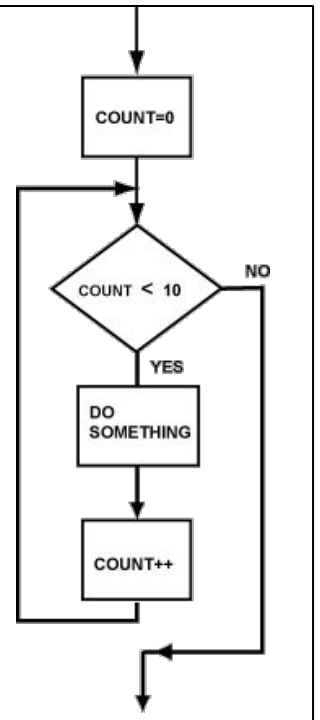 COUNT=0
COUNT < 10
NO
YES
DO
SOMETHING
COUNT++